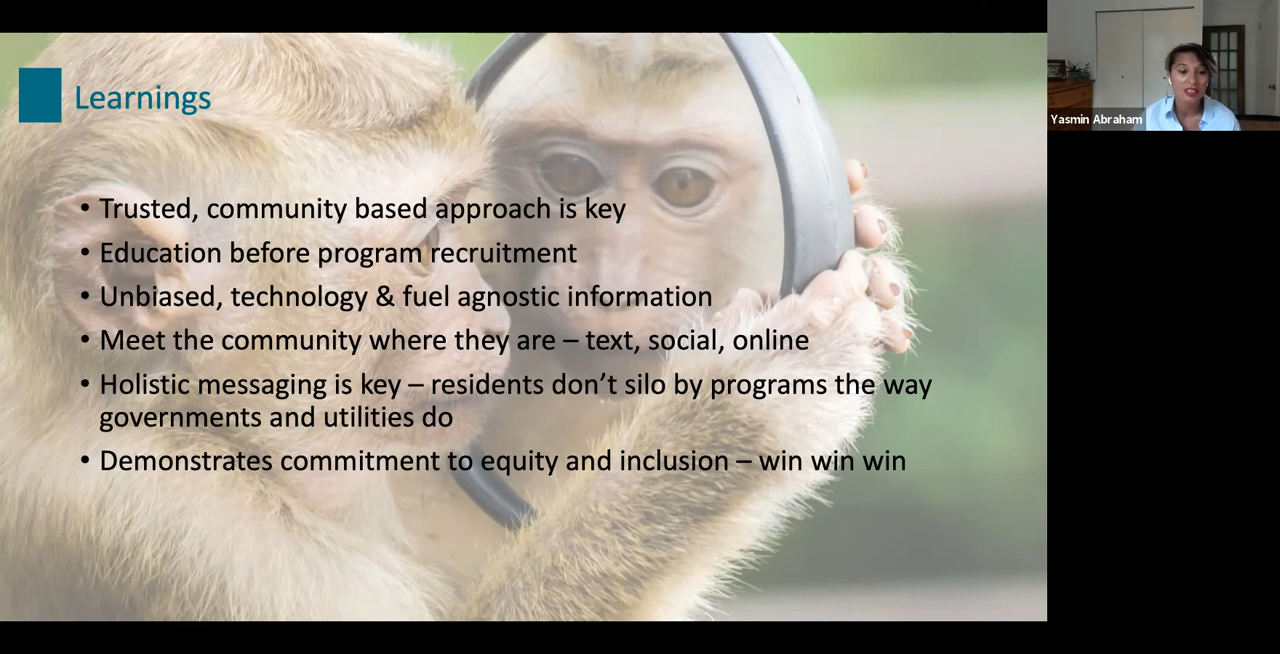 Learnings
Yasmin Abraham
• Trusted, community based approach is key
• Education before program recruitment
• Unbiased, technology & fuel agnostic information
• Meet the community where they are – text, social, online
• Holistic messaging is key – residents don’t silo by programs the way
governments and utilities do
• Demonstrates commitment to equity and inclusion – win win win